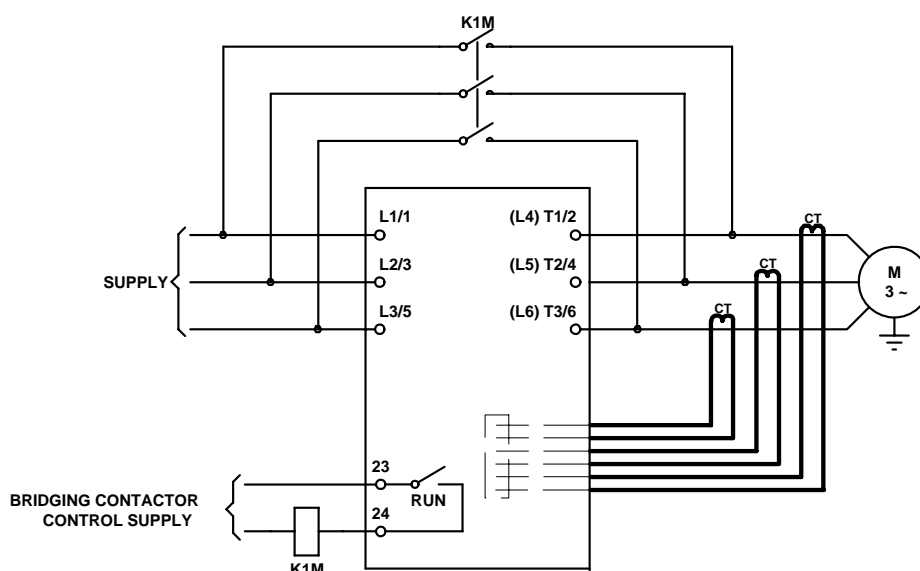 K1M
L1/1
(L4) T1/2
CT
L2/3
(L5) T2/4
CT
SUPPLY
M
3 ~
L3/5
(L6) T3/6
CT
23
RUN
24
BRIDGING CONTACTOR
CONTROL SUPPLY
K1M